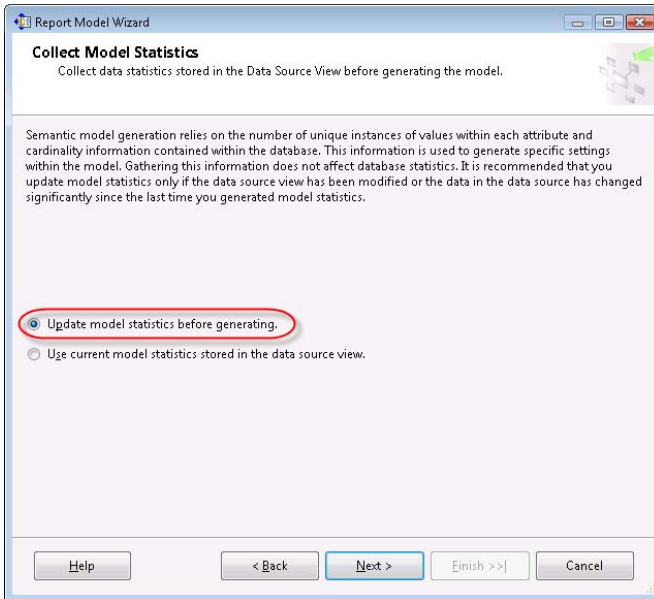 Report Model Wizard
Collect Model Statistics
Collect data statistics stored in the Data Source View before generating the model.
Semantic model generation relies on the number of unique instances of values within each attribute and
cardinality information contained within the database. This information is used to generate specific settings
within the model. Gathering this information does not affect database statistics. It is recommended that you
update model statistics only if the data source view has been modified or the data in the data source has changed
significantly since the last time you generated model statistics.
Update model statistics before generating.
Use current model statistics stored in the data source view.
Help < Back Next > Finish >>| Cancel